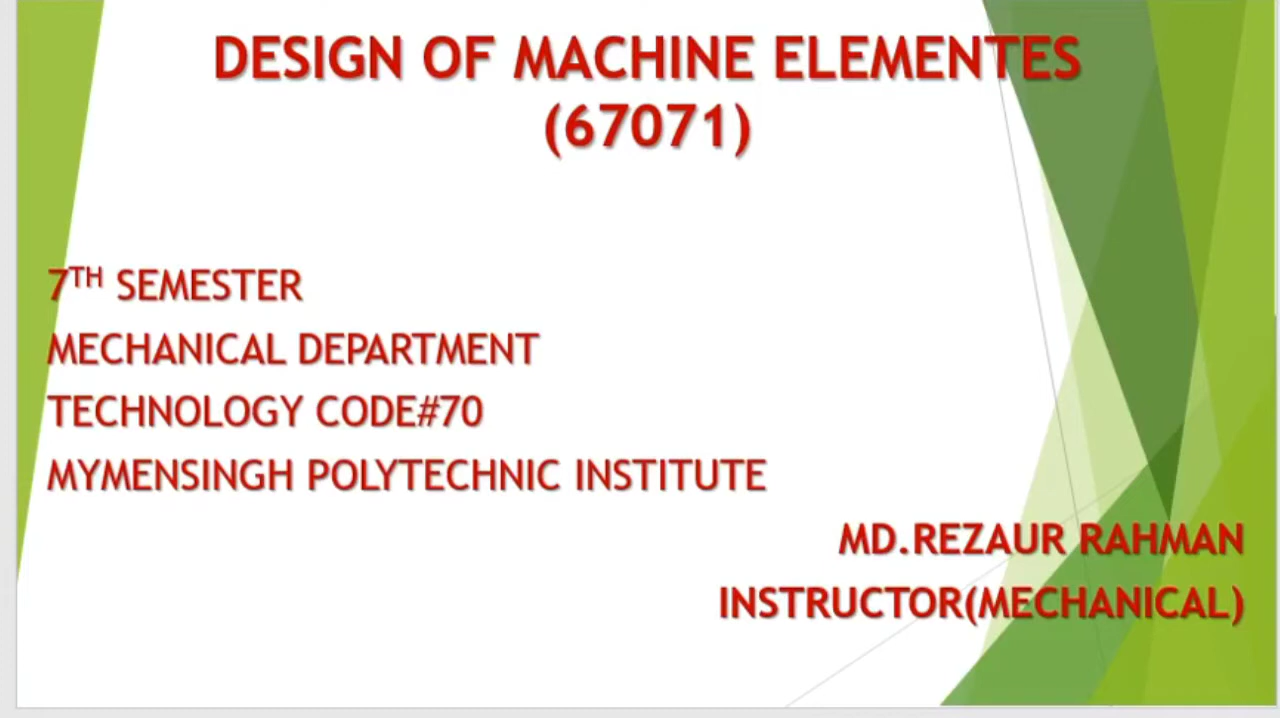 DESIGN OF MACHINE ELEMENTES
(67071)
7TH SEMESTER
MECHANICAL DEPARTMENT
TECHNOLOGY CODE#70
MYMENSINGH POLYTECHNIC INSTITUTE
MD.REZAUR RAHMAN
INSTRUCTOR(MECHANICAL)